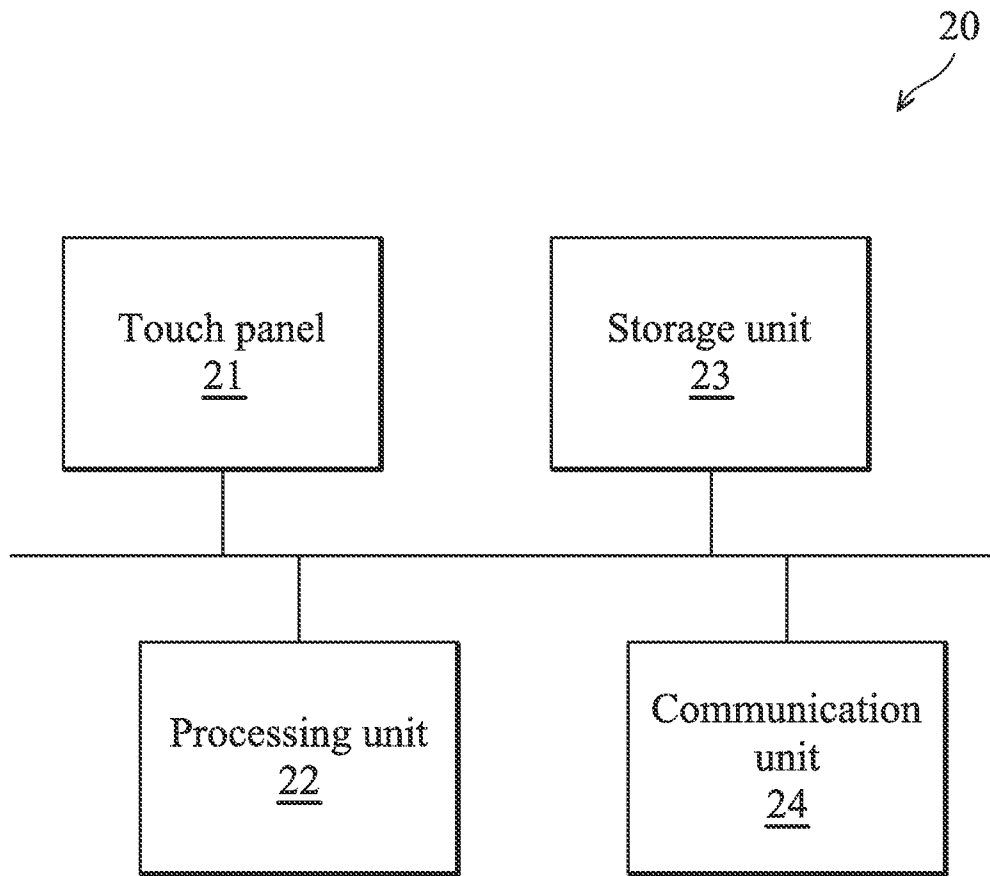 20
Touch panel
21
Storage unit
23
Processing unit
22
Communication
unit
24